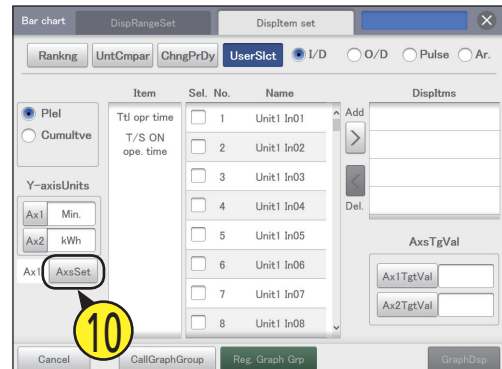 Bar chart DispRangeSet DispItem set
Rankng UntCmpar ChngPrDy UserSlct I/D O/D Pulse Ar.
Item Sel. No. Name DispItms
Plel
Cumultve
Ttl opr time
T/S ON
ope. time
1 Unit1 In01
2 Unit1 In02
3 Unit1 In03
4 Unit1 In04
5 Unit1 In05
6 Unit1 In06
7 Unit1 In07
8 Unit1 In08
Add
>
<
Del.
Y-axisUnits
Ax1 Min.
Ax2 kWh
Ax1 AxsSet
10
AxsTgVal
Ax1TgtVal
Ax2TgtVal
Cancel CallGraphGroup Reg. Graph Grp GraphDsp